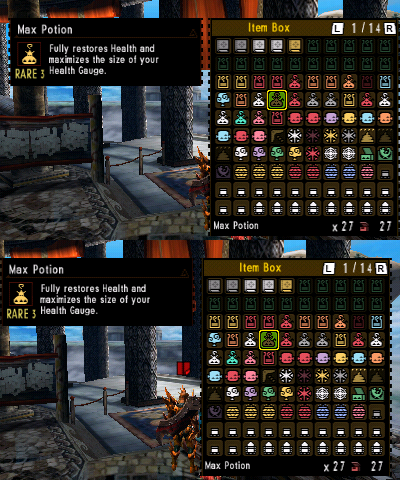 Max Potion
Fully restores Health and
maximizes the size of your
Health Gauge.
RARE 3
Item Box
L 1/14 R
Max Potion
x 27 27
Max Potion
Fully restores Health and
maximizes the size of your
Health Gauge.
RARE 3
Item Box
L 1/14 R
Max Potion
x 27 27